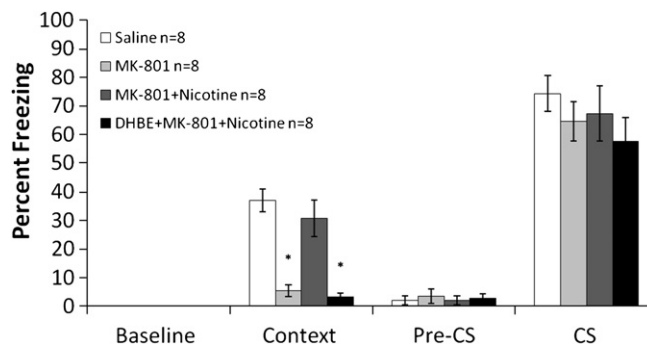 100
90
80
70
60
50
40
30
20
10
0
Percent Freezing
Saline n=8
MK-801 n=8
MK-801+Nicotine n=8
DHBE+MK-801+Nicotine n=8
* *
Baseline Context Pre-CS CS